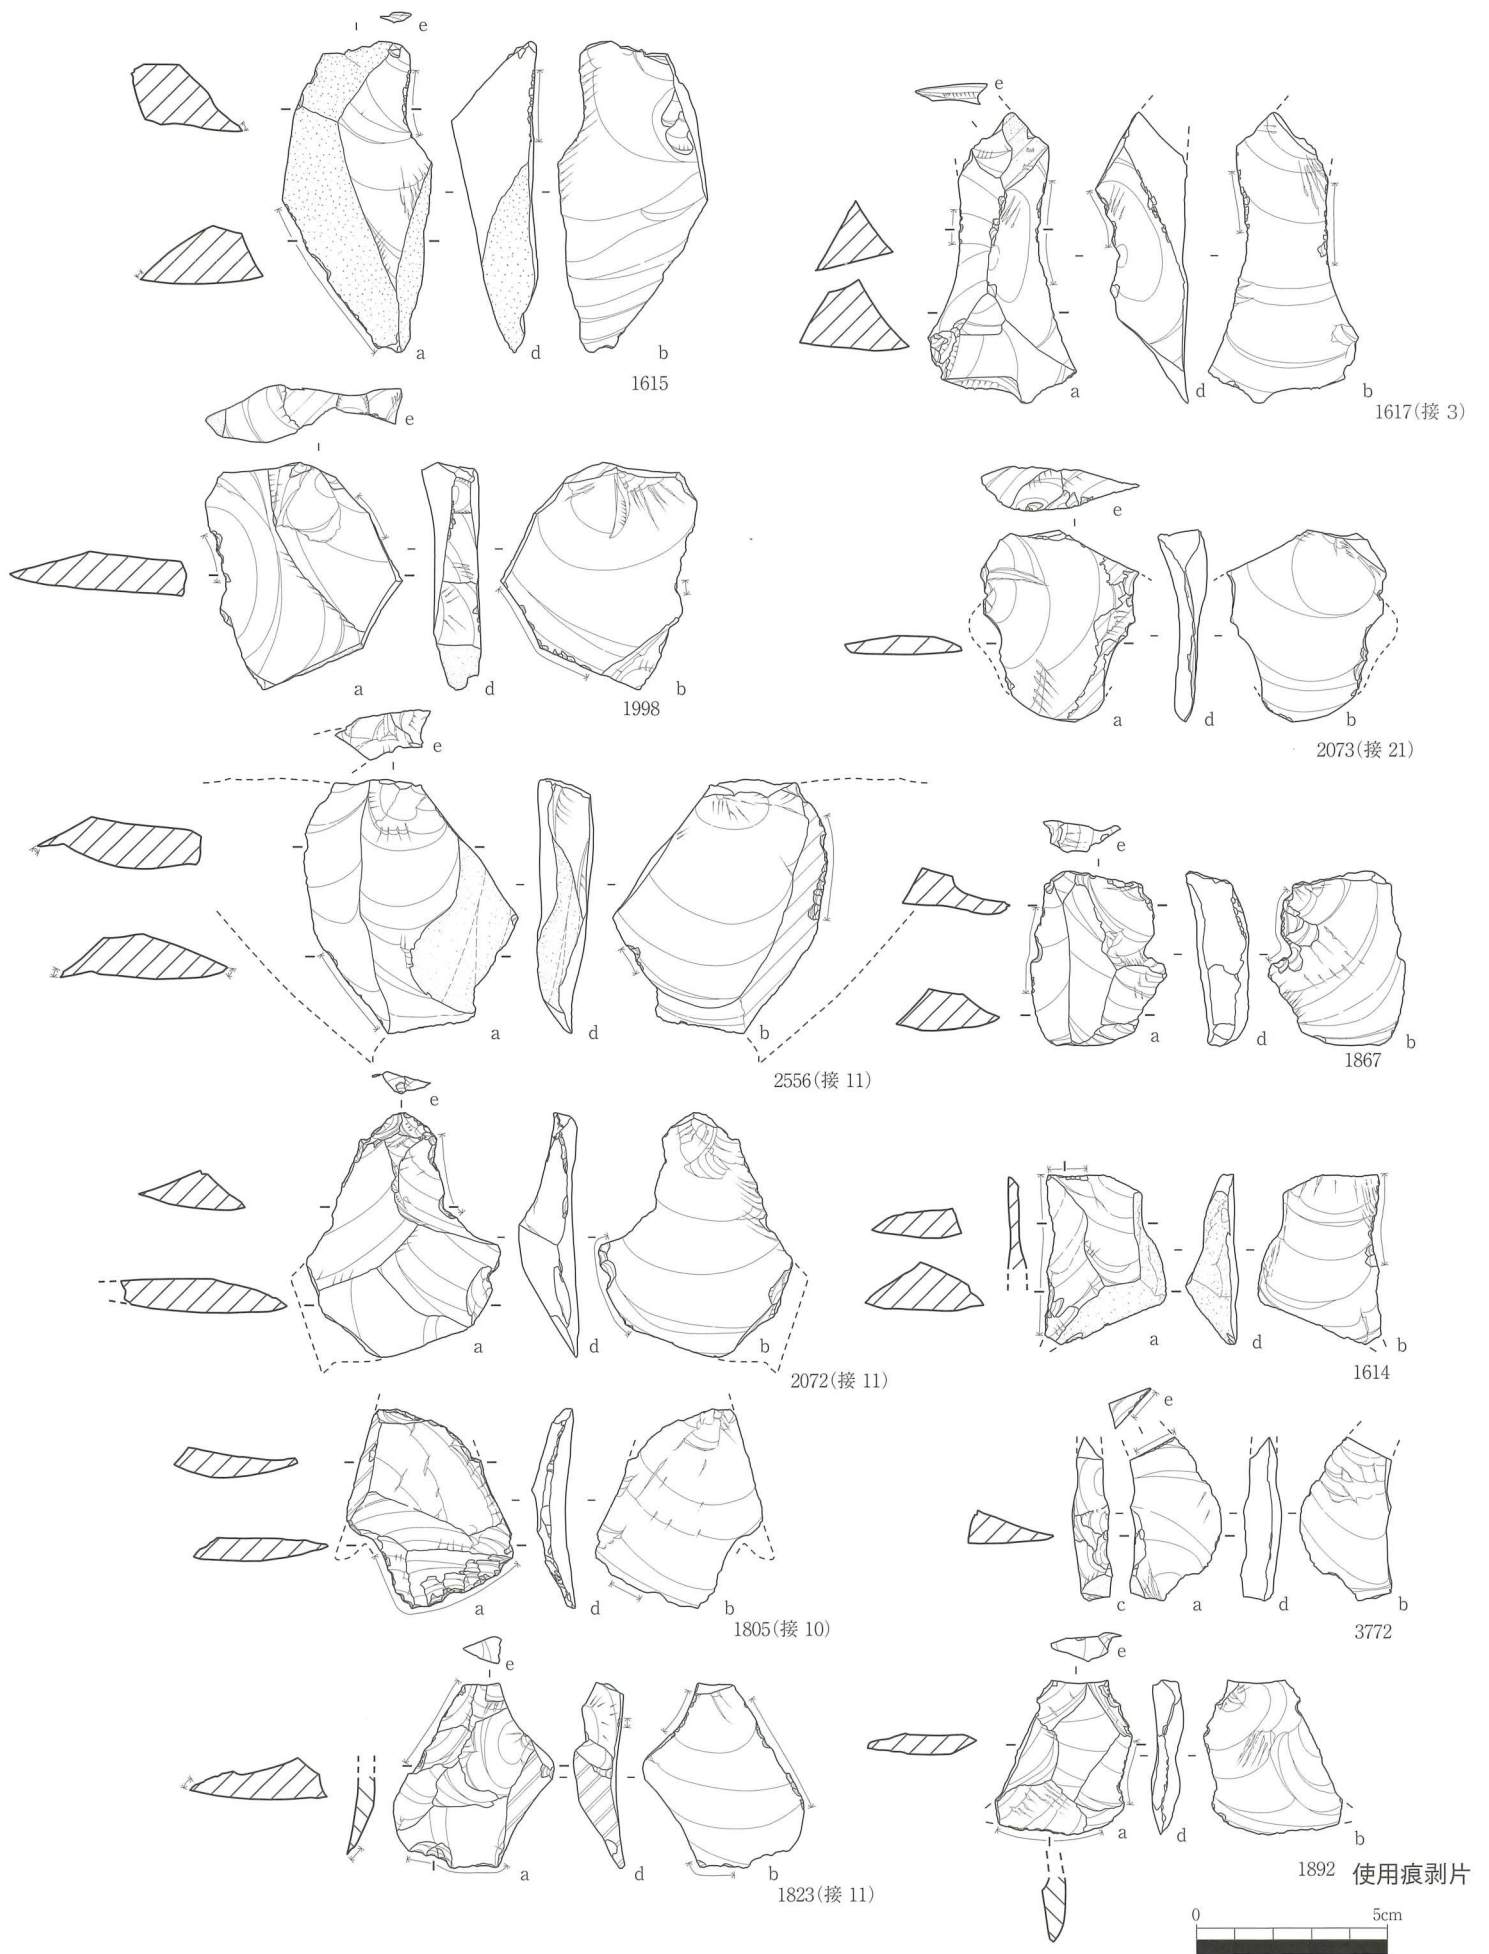 e
e
a
d
b
1615
a
d
b
1617(接 3)
e
e
a
d
b
1998
a
d
b
2073(接 21)
e
e
a
d
b
2556(接 11)
a
d
b
1867
e
a
d
b
2072(接 11)
a
d
b
1614
e
a
d
b
1805(接 10)
c
a
d
b
3772
e
e
a
d
b
1823(接 11)
a
d
b
1892 使用痕剥片
0 5cm